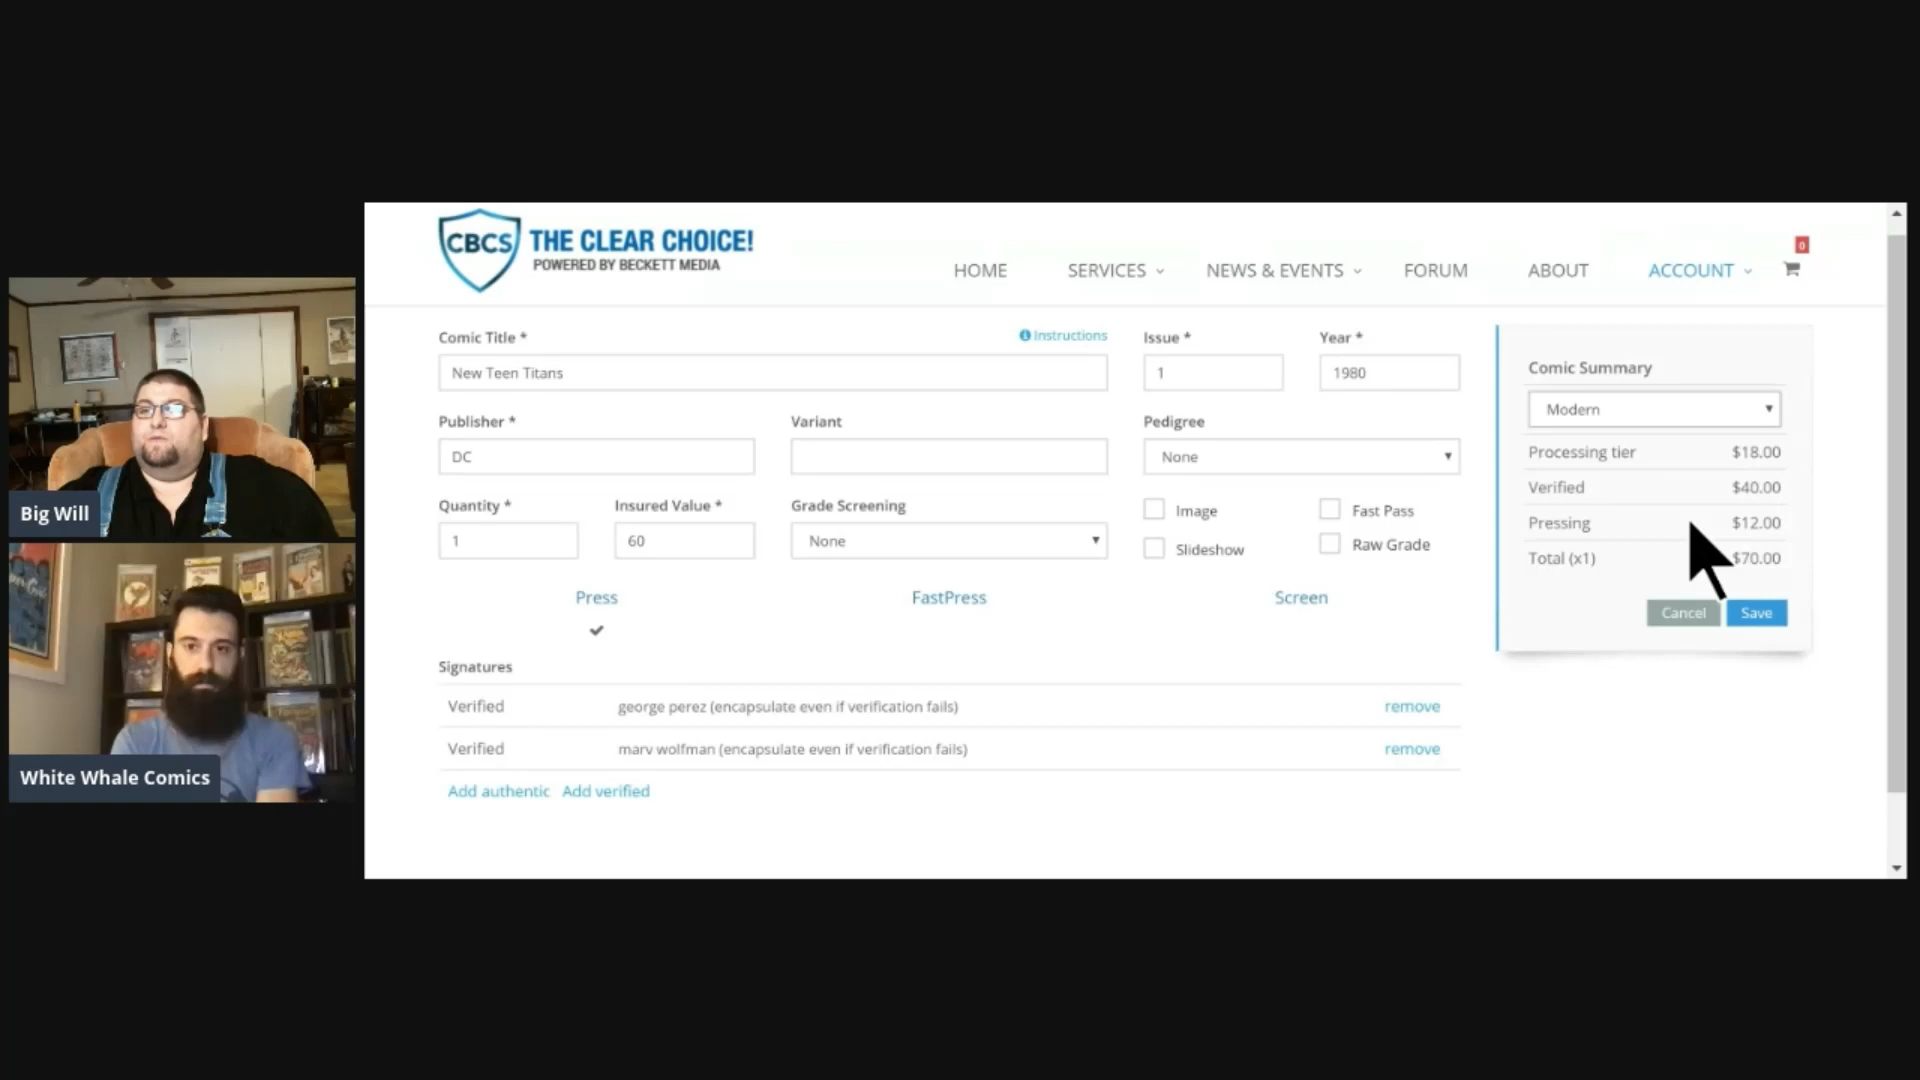 CBCS
THE CLEAR CHOICE!
POWERED BY BECKETT MEDIA
HOME
SERVICES
NEWS & EVENTS
FORUM
ABOUT
ACCOUNT
0
Comic Title *
Instructions
Issue *
Year *
New Teen Titans
1
1980
Publisher *
Variant
Pedigree
DC
None
Quantity *
Insured Value *
Grade Screening
Image
Fast Pass
1
60
None
Slideshow
Raw Grade
Press
FastPress
Screen
Signatures
Verified
george perez (encapsulate even if verification fails)
remove
Verified
marv wolfman (encapsulate even if verification fails)
remove
Add authentic
Add verified
Comic Summary
Modern
Processing tier $18.00
Verified $40.00
Pressing $12.00
Total (x1) $70.00
Cancel
Save
Big Will
White Whale Comics